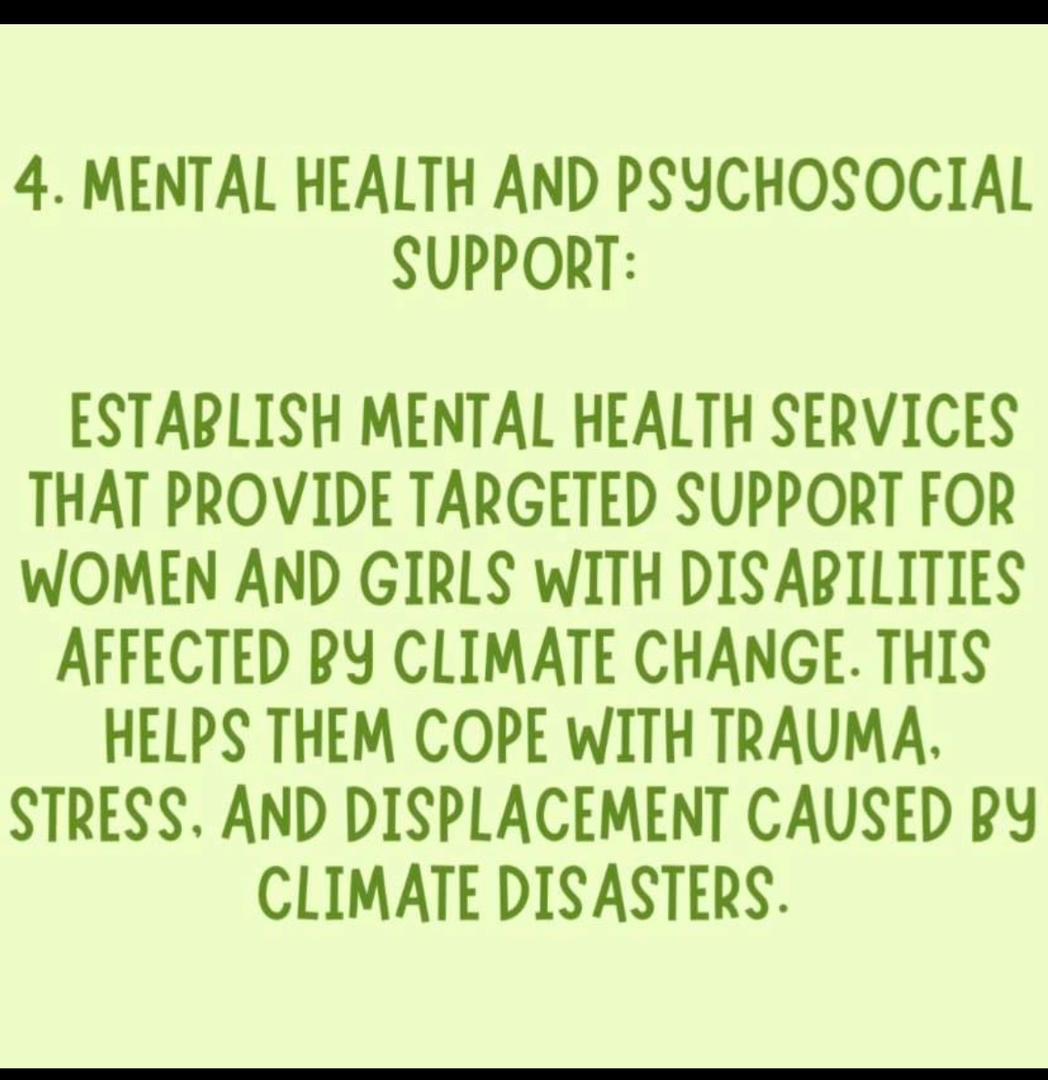 4. MENTAL HEALTH AND PSYCHOSOCIAL
SUPPORT:
ESTABLISH MENTAL HEALTH SERVICES
THAT PROVIDE TARGETED SUPPORT FOR
WOMEN AND GIRLS WITH DISABILITIES
AFFECTED BY CLIMATE CHANGE. THIS
HELPS THEM COPE WITH TRAUMA,
STRESS, AND DISPLACEMENT CAUSED BY
CLIMATE DISASTERS.